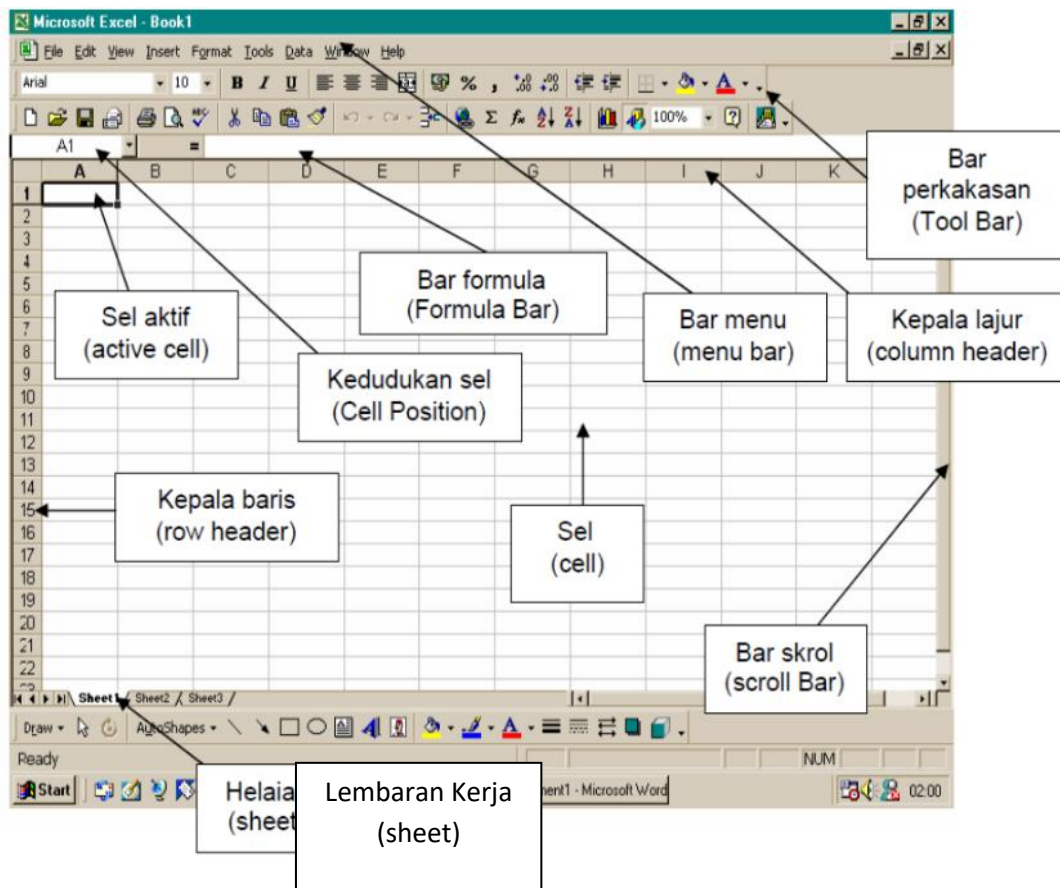 Microsoft Excel - Book1
File Edit View Insert Format Tools Data Window Help
Arial 10 B I U % , .00 .00 A
Σ fx 100%
A1 =
A B C D E F G H I J K
Bar
perkakasan
(Tool Bar)
1
2
3
4
5
6
7
8
9
10
11
12
13
14
15
16
17
18
19
20
21
22
Bar formula
(Formula Bar)
Sel aktif
(active cell)
Bar menu
(menu bar)
Kepala lajur
(column header)
Kedudukan sel
(Cell Position)
Kepala baris
(row header)
Sel
(cell)
Bar skrol
(scroll Bar)
Sheet1 Sheet2 Sheet3
Draw AutoShapes
Ready NUM
Start ment1 - Microsoft Word 02:00
Helaia
(sheet
Lembaran Kerja
(sheet)